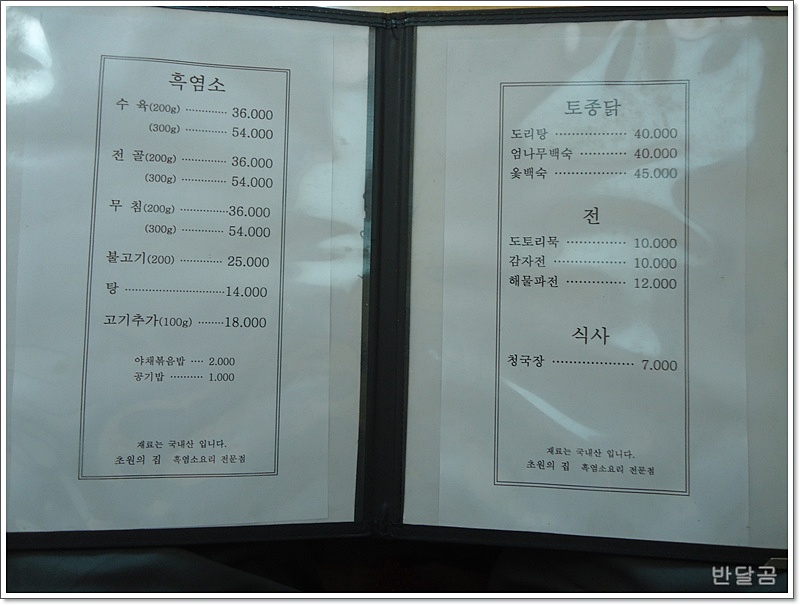 흑염소
수 육(200g) ············ 36.000
(300g) ············ 54.000
전 골(200g) ············ 36.000
(300g) ············ 54.000
무 침(200g) ···············36.000
(300g) ············ 54.000
불고기(200) ············· 25.000
탕 ·····························14.000
고기추가(100g) ········18.000
야채볶음밥 ···· 2.000
공기밥 ·········· 1.000
재료는 국내산 입니다.
초원의 집 흑염소요리 전문점
토종닭
도리탕 ·················· 40.000
엄나무백숙 ············ 40.000
옻백숙 ·················· 45.000
전
도토리묵 ··············· 10.000
감자전 ·················· 10.000
해물파전 ··············· 12.000
식사
청국장 ··················· 7.000
재료는 국내산 입니다.
초원의 집 흑염소요리 전문점
반달곰